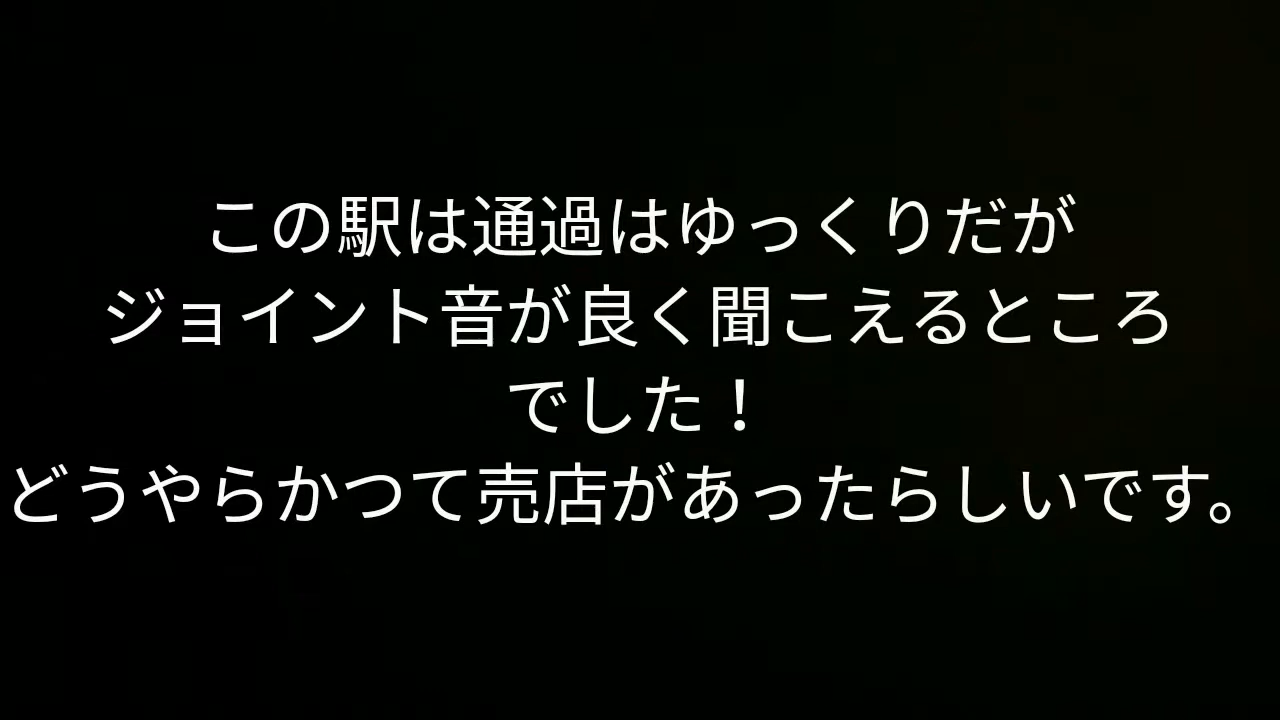 この駅は通過はゆっくりだが
ジョイント音が良く聞こえるところ
でした！
どうやらかつて売店があったらしいです。